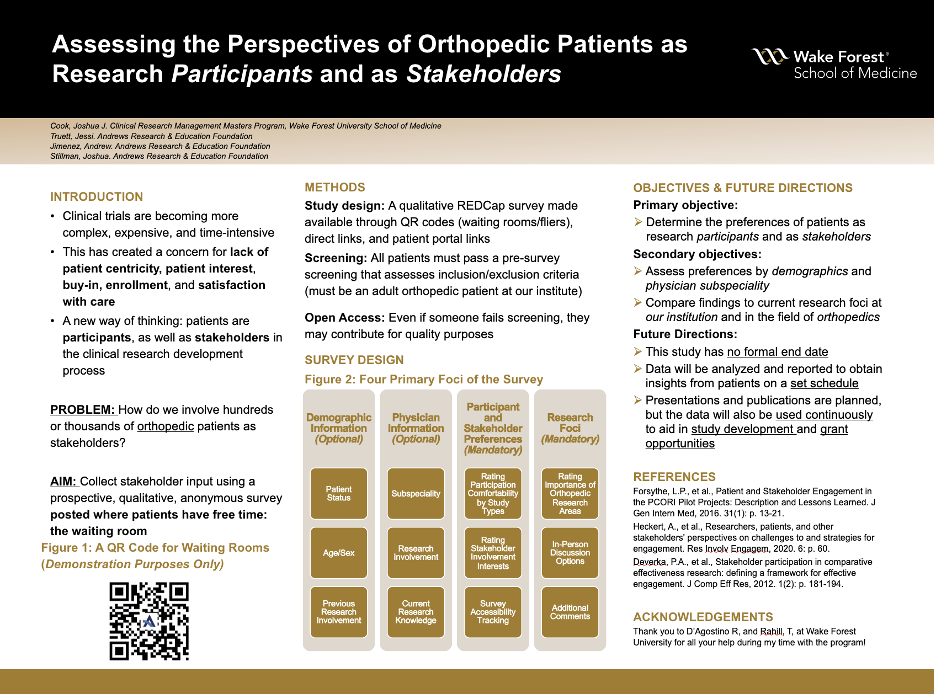 Assessing the Perspectives of Orthopedic Patients as
Research Participants and as Stakeholders
Wake Forest®
School of Medicine
Cook, Joshua J. Clinical Research Management Masters Program, Wake Forest University School of Medicine
Truett, Jessi. Andrews Research & Education Foundation
Jimenez, Andrew. Andrews Research & Education Foundation
Stillman, Joshua. Andrews Research & Education Foundation
INTRODUCTION
• Clinical trials are becoming more
complex, expensive, and time-intensive
• This has created a concern for lack of
patient centricity, patient interest,
buy-in, enrollment, and satisfaction
with care
• A new way of thinking: patients are
participants, as well as stakeholders in
the clinical research development
process
PROBLEM: How do we involve hundreds
or thousands of orthopedic patients as
stakeholders?
AIM: Collect stakeholder input using a
prospective, qualitative, anonymous survey
posted where patients have free time:
the waiting room
Figure 1: A QR Code for Waiting Rooms
(Demonstration Purposes Only)
METHODS
Study design: A qualitative REDCap survey made
available through QR codes (waiting rooms/fliers),
direct links, and patient portal links
Screening: All patients must pass a pre-survey
screening that assesses inclusion/exclusion criteria
(must be an adult orthopedic patient at our institute)
Open Access: Even if someone fails screening, they
may contribute for quality purposes
SURVEY DESIGN
Figure 2: Four Primary Foci of the Survey
Demographic
Information
(Optional)
Patient
Status
Age/Sex
Previous
Research
Involvement
Physician
Information
(Optional)
Subspeciality
Research
Involvement
Current
Research
Knowledge
Participant
and
Stakeholder
Preferences
(Mandatory)
Rating
Participation
Comfortability
by Study
Types
Rating
Stakeholder
Involvement
Interests
Survey
Accessibility
Tracking
Research
Foci
(Mandatory)
Rating
Importance of
Orthopedic
Research
Areas
In-Person
Discussion
Options
Additional
Comments
OBJECTIVES & FUTURE DIRECTIONS
Primary objective:
➢ Determine the preferences of patients as
research participants and as stakeholders
Secondary objectives:
➢ Assess preferences by demographics and
physician subspeciality
➢ Compare findings to current research foci at
our institution and in the field of orthopedics
Future Directions:
➢ This study has no formal end date
➢ Data will be analyzed and reported to obtain
insights from patients on a set schedule
➢ Presentations and publications are planned,
but the data will also be used continuously
to aid in study development and grant
opportunities
REFERENCES
Forsythe, L.P., et al., Patient and Stakeholder Engagement in
the PCORI Pilot Projects: Description and Lessons Learned. J
Gen Intern Med, 2016. 31(1): p. 13-21.
Heckert, A., et al., Researchers, patients, and other
stakeholders' perspectives on challenges to and strategies for
engagement. Res Involv Engagem, 2020. 6: p. 60.
Deverka, P.A., et al., Stakeholder participation in comparative
effectiveness research: defining a framework for effective
engagement. J Comp Eff Res, 2012. 1(2): p. 181-194.
ACKNOWLEDGEMENTS
Thank you to D'Agostino R, and Rahill, T, at Wake Forest
University for all your help during my time with the program!